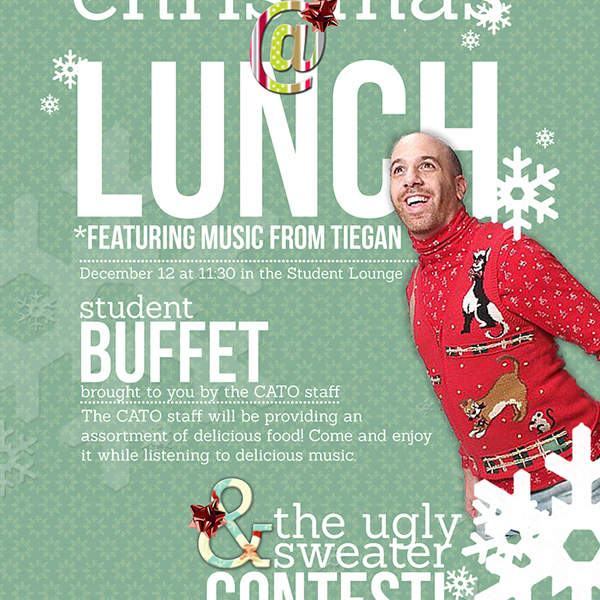 christmas
@
LUNCH
*FEATURING MUSIC FROM TIEGAN
December 12 at 11:30 in the Student Lounge
student
BUFFET
brought to you by the CATO staff
The CATO staff will be providing an
assortment of delicious food! Come and enjoy
it while listening to delicious music.
& the ugly
sweater
CONTEST!